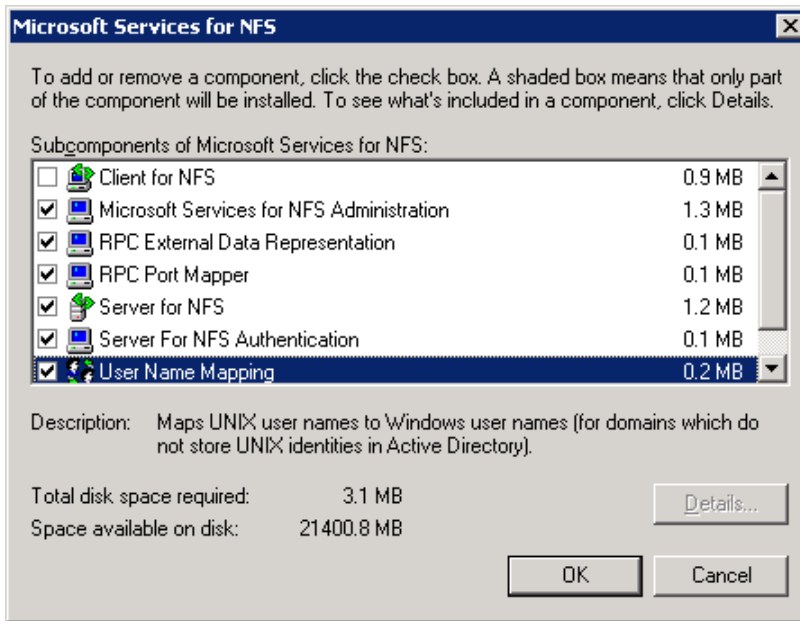 Microsoft Services for NFS
To add or remove a component, click the check box. A shaded box means that only part
of the component will be installed. To see what's included in a component, click Details.
Subcomponents of Microsoft Services for NFS:
Client for NFS 0.9 MB
Microsoft Services for NFS Administration 1.3 MB
RPC External Data Representation 0.1 MB
RPC Port Mapper 0.1 MB
Server for NFS 1.2 MB
Server For NFS Authentication 0.1 MB
User Name Mapping 0.2 MB
Description: Maps UNIX user names to Windows user names (for domains which do
not store UNIX identities in Active Directory).
Total disk space required: 3.1 MB
Details...
Space available on disk: 21400.8 MB
OK Cancel